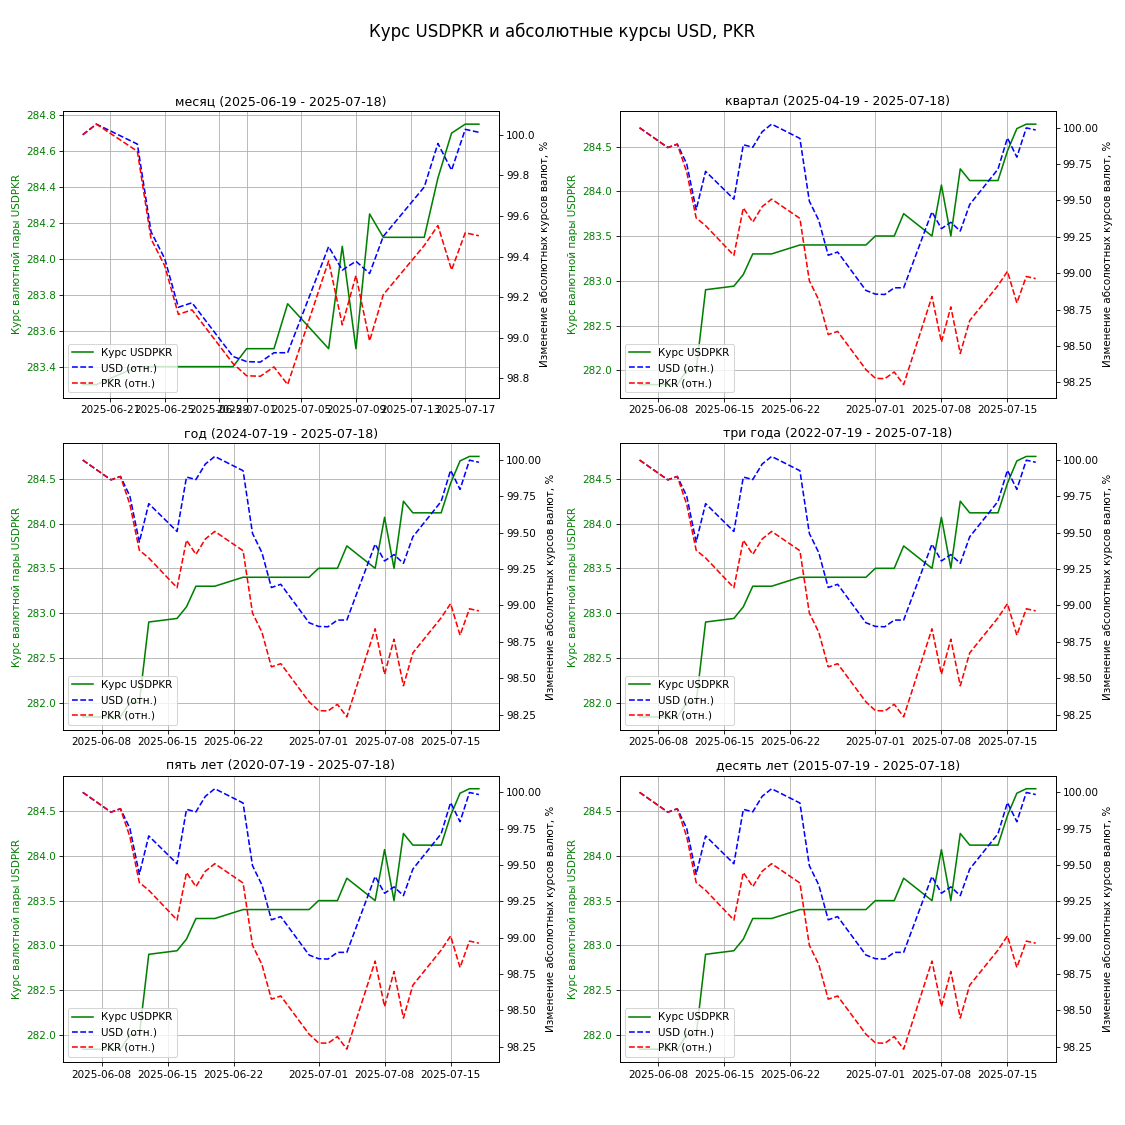 Курс USDPKR и абсолютные курсы USD, PKR
месяц (2025-06-19 - 2025-07-18)
284.8
284.6
284.4
284.2
284.0
283.8
283.6
283.4
Курс валютной пары USDPKR
Курс USDPKR
USD (отн.)
PKR (отн.)
100.0
99.8
99.6
99.4
99.2
99.0
98.8
Изменение абсолютных курсов валют, %
2025-06-21 2025-06-25 2025-06-29 2025-07-01 2025-07-05 2025-07-09 2025-07-13 2025-07-17
квартал (2025-04-19 - 2025-07-18)
284.5
284.0
283.5
283.0
282.5
282.0
Курс валютной пары USDPKR
Курс USDPKR
USD (отн.)
PKR (отн.)
100.00
99.75
99.50
99.25
99.00
98.75
98.50
98.25
Изменение абсолютных курсов валют, %
2025-06-08 2025-06-15 2025-06-22 2025-07-01 2025-07-08 2025-07-15
год (2024-07-19 - 2025-07-18)
284.5
284.0
283.5
283.0
282.5
282.0
Курс валютной пары USDPKR
Курс USDPKR
USD (отн.)
PKR (отн.)
100.00
99.75
99.50
99.25
99.00
98.75
98.50
98.25
Изменение абсолютных курсов валют, %
2025-06-08 2025-06-15 2025-06-22 2025-07-01 2025-07-08 2025-07-15
три года (2022-07-19 - 2025-07-18)
284.5
284.0
283.5
283.0
282.5
282.0
Курс валютной пары USDPKR
Курс USDPKR
USD (отн.)
PKR (отн.)
100.00
99.75
99.50
99.25
99.00
98.75
98.50
98.25
Изменение абсолютных курсов валют, %
2025-06-08 2025-06-15 2025-06-22 2025-07-01 2025-07-08 2025-07-15
пять лет (2020-07-19 - 2025-07-18)
284.5
284.0
283.5
283.0
282.5
282.0
Курс валютной пары USDPKR
Курс USDPKR
USD (отн.)
PKR (отн.)
100.00
99.75
99.50
99.25
99.00
98.75
98.50
98.25
Изменение абсолютных курсов валют, %
2025-06-08 2025-06-15 2025-06-22 2025-07-01 2025-07-08 2025-07-15
десять лет (2015-07-19 - 2025-07-18)
284.5
284.0
283.5
283.0
282.5
282.0
Курс валютной пары USDPKR
Курс USDPKR
USD (отн.)
PKR (отн.)
100.00
99.75
99.50
99.25
99.00
98.75
98.50
98.25
Изменение абсолютных курсов валют, %
2025-06-08 2025-06-15 2025-06-22 2025-07-01 2025-07-08 2025-07-15